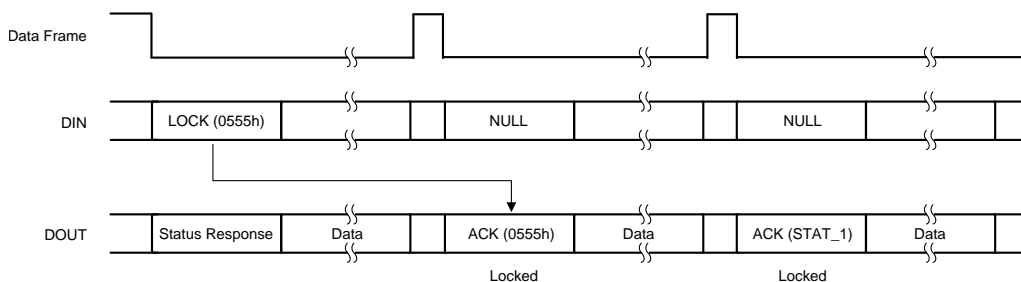 Data Frame
DIN LOCK (0555h) NULL NULL
DOUT Status Response Data ACK (0555h) Data ACK (STAT_1) Data
Locked Locked